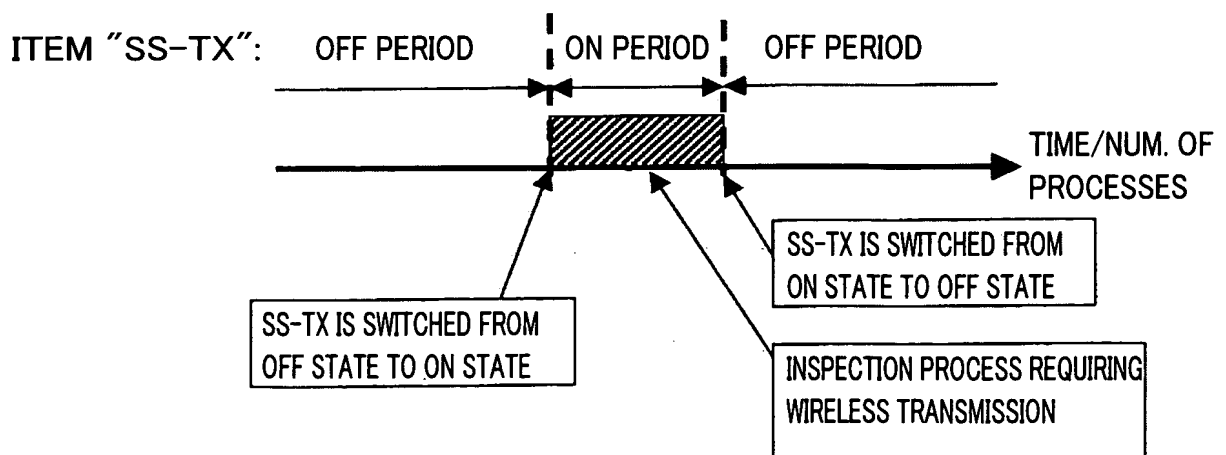 ITEM "SS-TX": OFF PERIOD ON PERIOD OFF PERIOD
TIME/NUM. OF
PROCESSES
SS-TX IS SWITCHED FROM
ON STATE TO OFF STATE
SS-TX IS SWITCHED FROM
OFF STATE TO ON STATE
INSPECTION PROCESS REQUIRING
WIRELESS TRANSMISSION